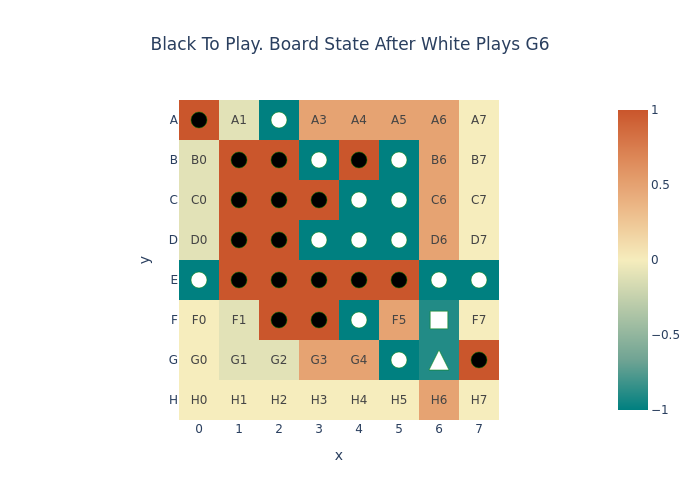 Black To Play. Board State After White Plays G6
A A1 A3 A4 A5 A6 A7
B B0 B6 B7
C C0 C6 C7
D D0 D6 D7
E
F F0 F1 F5 F7
G G0 G1 G2 G3 G4
H H0 H1 H2 H3 H4 H5 H6 H7
0 1 2 3 4 5 6 7
x
y
1
0.5
0
−0.5
−1